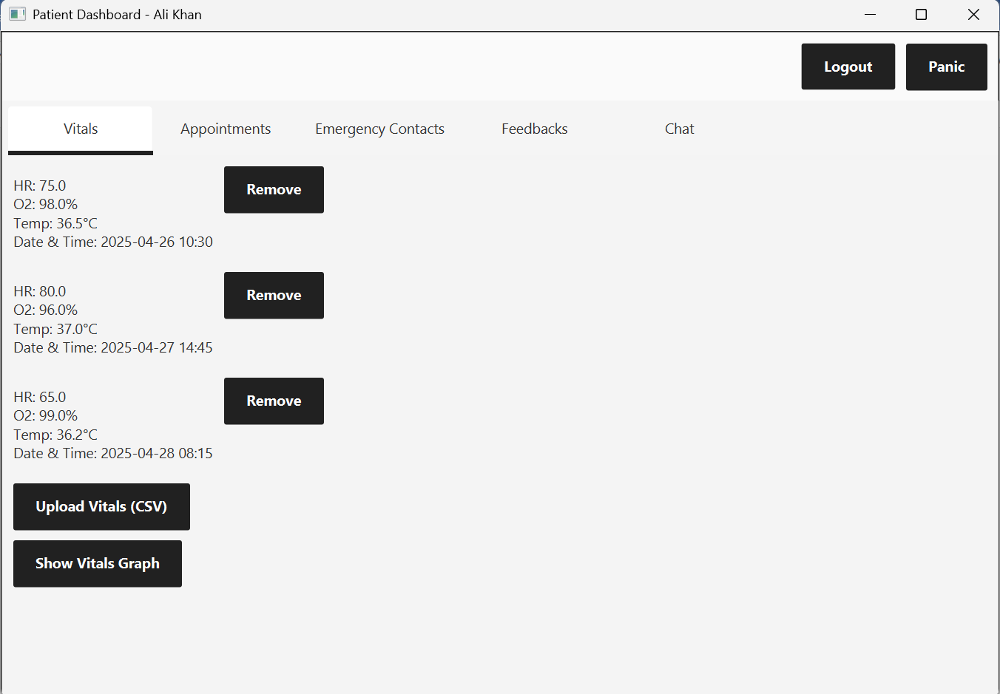 Patient Dashboard - Ali Khan
Logout
Panic
Vitals
Appointments
Emergency Contacts
Feedbacks
Chat
HR: 75.0
O2: 98.0%
Temp: 36.5°C
Date & Time: 2025-04-26 10:30
Remove
HR: 80.0
O2: 96.0%
Temp: 37.0°C
Date & Time: 2025-04-27 14:45
Remove
HR: 65.0
O2: 99.0%
Temp: 36.2°C
Date & Time: 2025-04-28 08:15
Remove
Upload Vitals (CSV)
Show Vitals Graph